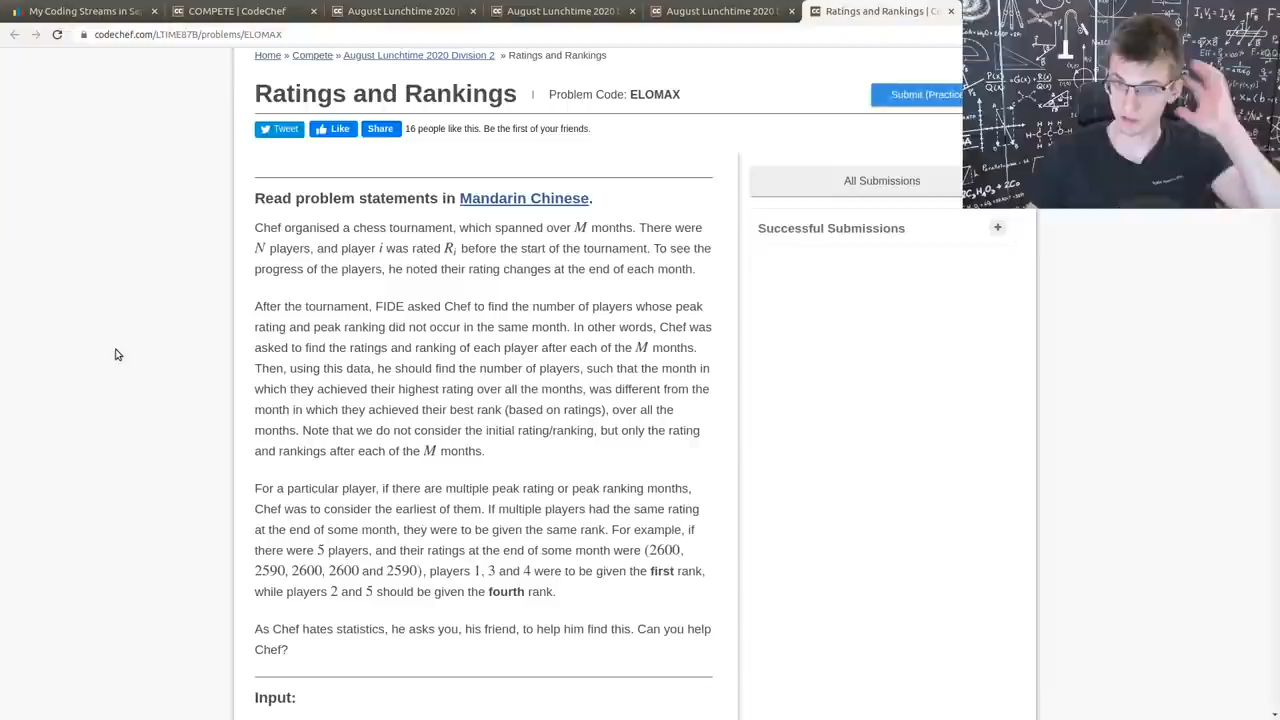 My Coding Streams in Se
COMPETE | CodeChef
August Lunchtime 2020
August Lunchtime 2020
August Lunchtime 2020
Ratings and Rankings | C
codechef.com/LTIME87B/problems/ELOMAX
Home » Compete » August Lunchtime 2020 Division 2 » Ratings and Rankings
Ratings and Rankings | Problem Code: ELOMAX
Submit (Practice
Tweet Like Share 16 people like this. Be the first of your friends.
All Submissions
Successful Submissions +
Read problem statements in Mandarin Chinese.
Chef organised a chess tournament, which spanned over M months. There were
N players, and player i was rated Ri before the start of the tournament. To see the
progress of the players, he noted their rating changes at the end of each month.
After the tournament, FIDE asked Chef to find the number of players whose peak
rating and peak ranking did not occur in the same month. In other words, Chef was
asked to find the ratings and ranking of each player after each of the M months.
Then, using this data, he should find the number of players, such that the month in
which they achieved their highest rating over all the months, was different from the
month in which they achieved their best rank (based on ratings), over all the
months. Note that we do not consider the initial rating/ranking, but only the rating
and rankings after each of the M months.
For a particular player, if there are multiple peak rating or peak ranking months,
Chef was to consider the earliest of them. If multiple players had the same rating
at the end of some month, they were to be given the same rank. For example, if
there were 5 players, and their ratings at the end of some month were (2600,
2590, 2600, 2600 and 2590), players 1, 3 and 4 were to be given the first rank,
while players 2 and 5 should be given the fourth rank.
As Chef hates statistics, he asks you, his friend, to help him find this. Can you help
Chef?
Input: